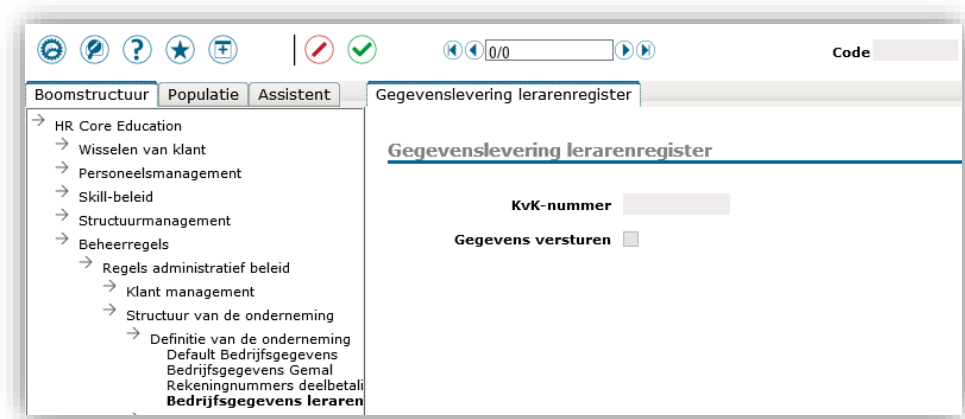 0/0
Code
Boomstructuur Populatie Assistent Gegevenslevering lerarenregister
HR Core Education
Wisselen van klant
Personeelsmanagement
Skill-beleid
Structuurmanagement
Beheerregels
Regels administratief beleid
Klant management
Structuur van de onderneming
Definitie van de onderneming
Default Bedrijfsgegevens
Bedrijfsgegevens Gemal
Rekeningnummers deelbetali
Bedrijfsgegevens leraren
Gegevenslevering lerarenregister
KvK-nummer
Gegevens versturen